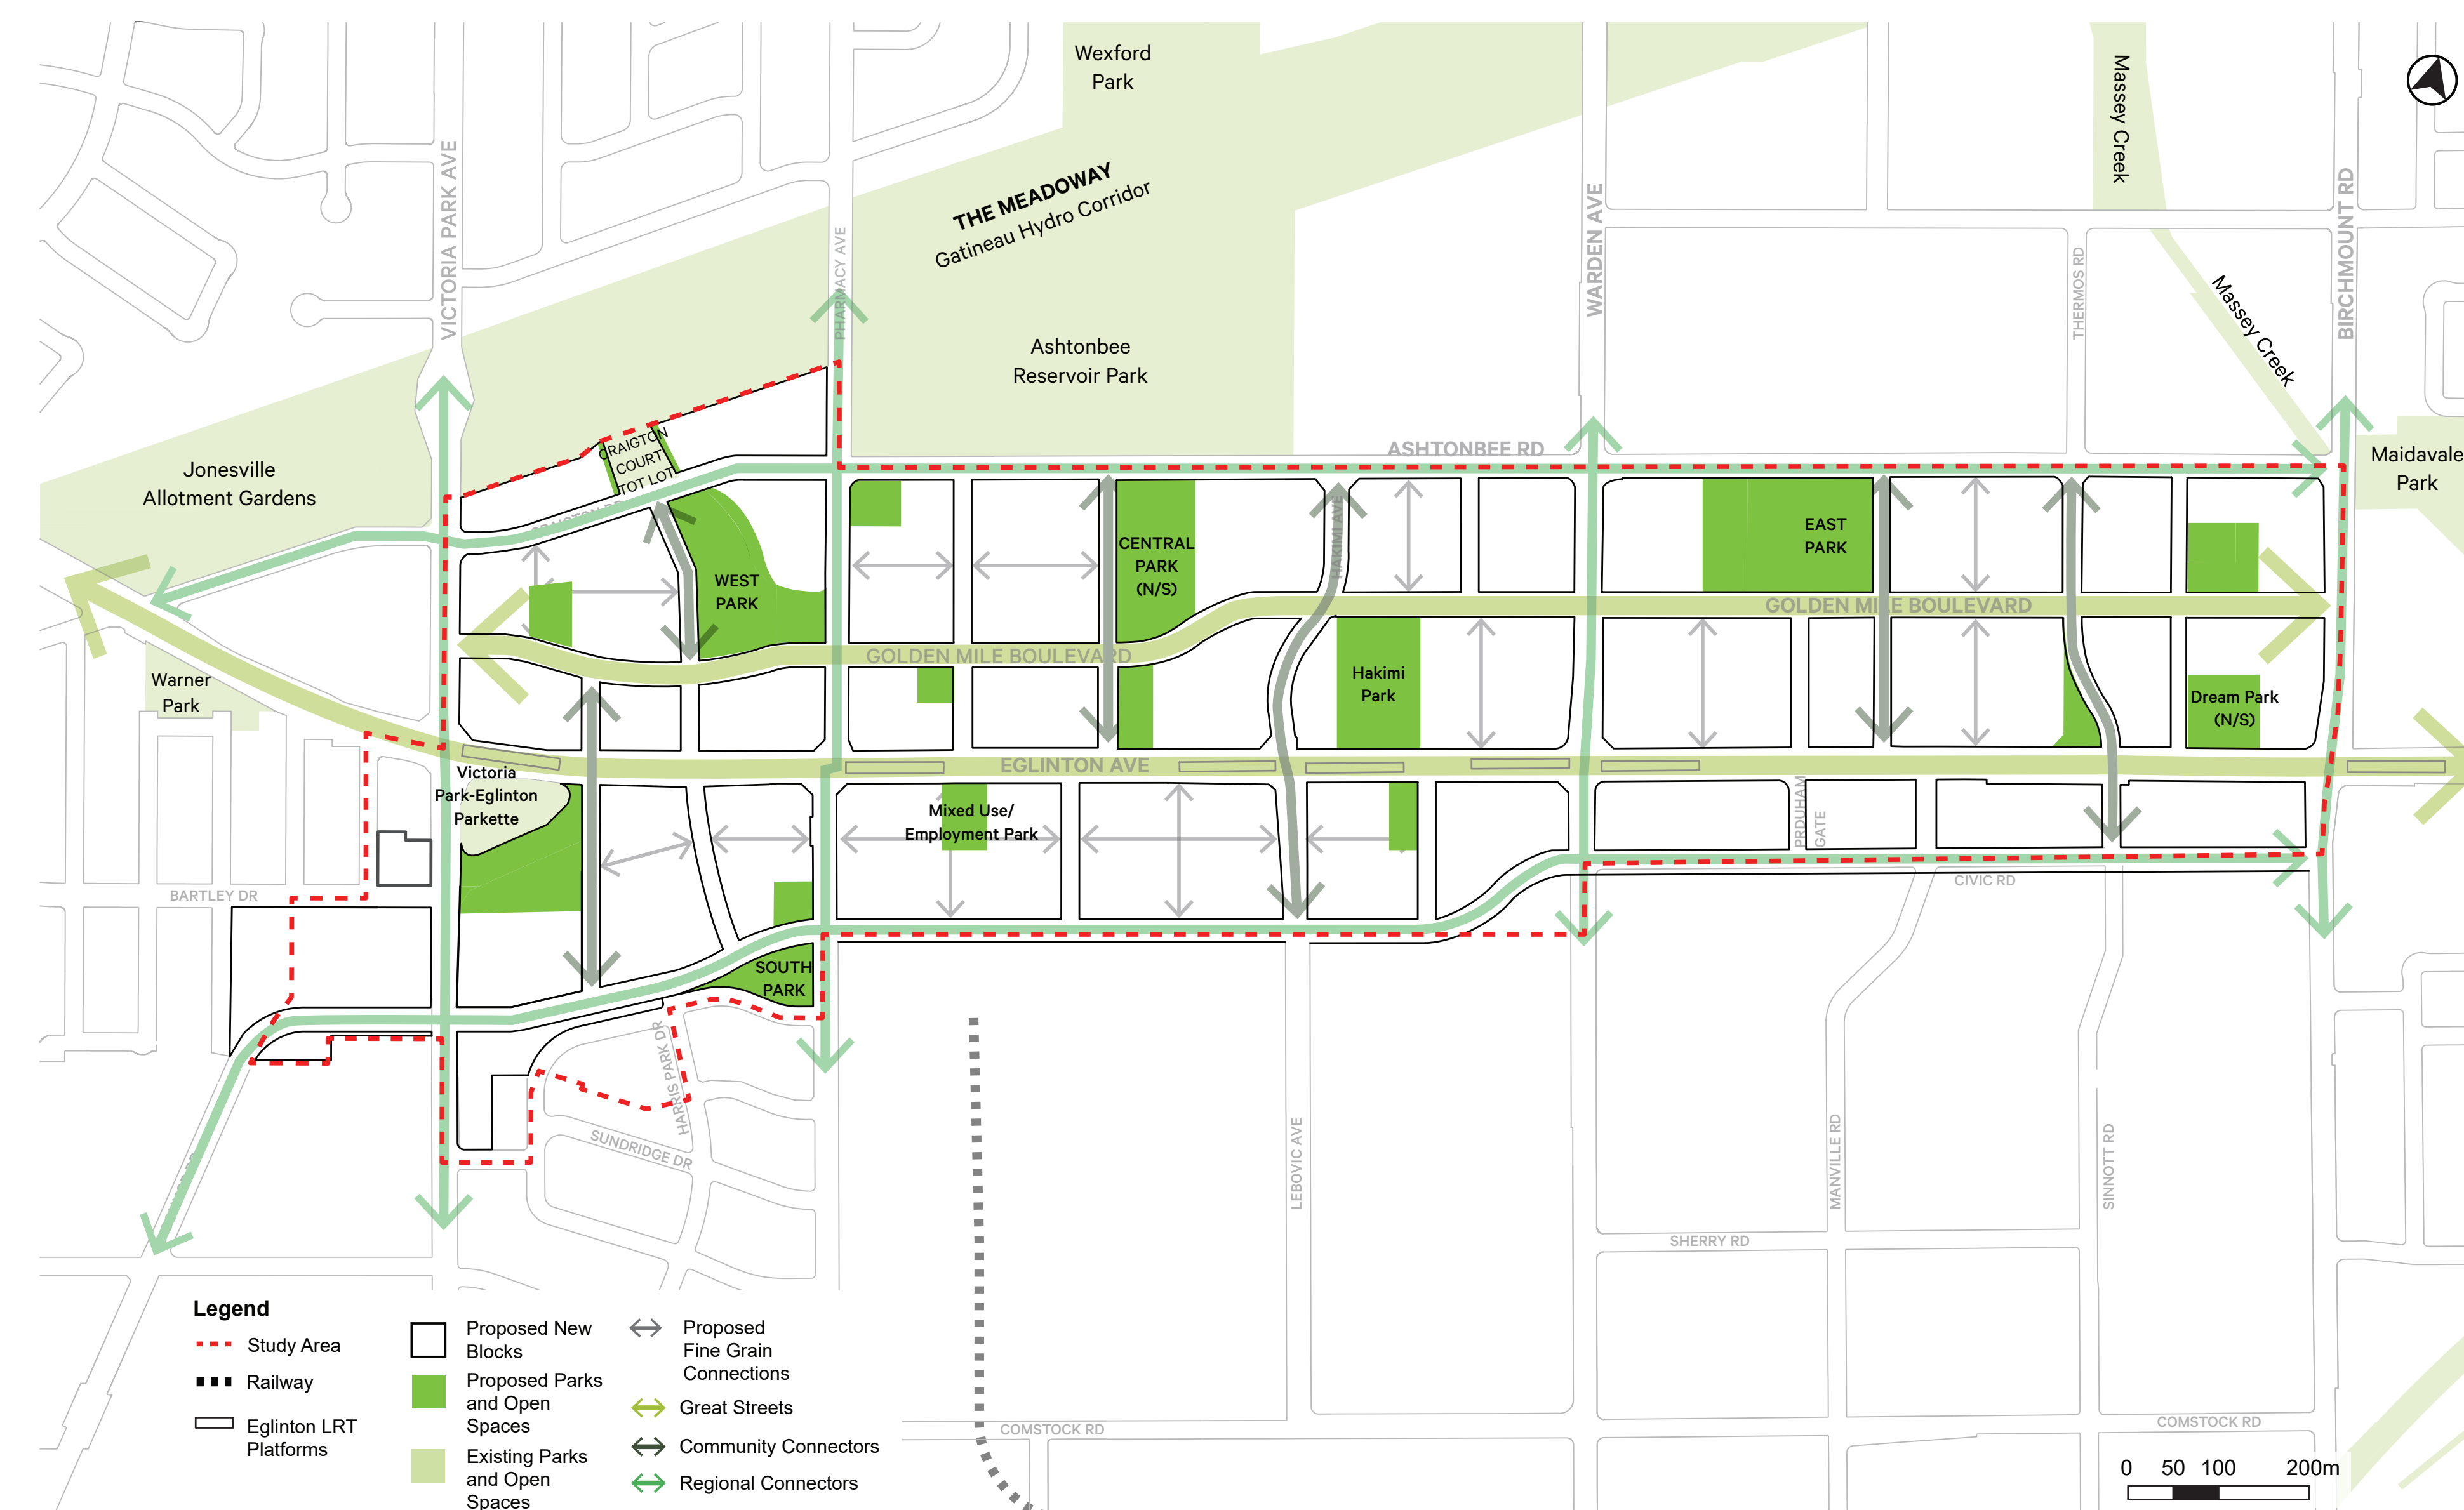 Wexford
Park
Massey Creek
THE MEADOWAY
Gatineau Hydro Corridor
VICTORIA PARK AVE
PHARMACY AVE
WARDEN AVE
BIRCHMOUNT RD
THERMOS RD
Massey Creek
Ashtonbee
Reservoir Park
CRAIGTON
COURT
TOT LOT
ASHTONBEE RD
Maidavale
Park
Jonesville
Allotment Gardens
HAKIMI AVE
EAST
PARK
CENTRAL
PARK
(N/S)
WEST
PARK
GOLDEN MILE BOULEVARD
GOLDEN MILE BOULEVARD
Warner
Park
Hakimi
Park
Dream Park
(N/S)
EGLINTON AVE
Victoria
Park-Eglinton
Parkette
Mixed Use/
Employment Park
PRDUHAM
GATE
BARTLEY DR
CIVIC RD
SOUTH
PARK
HARRIS PARK DR
SUNDRIDGE DR
LEBOVIC AVE
MANVILLE RD
SINNOTT RD
SHERRY RD
COMSTOCK RD
COMSTOCK RD
Legend
Study Area
Railway
Eglinton LRT
Platforms
Proposed New
Blocks
Proposed Parks
and Open
Spaces
Existing Parks
and Open
Spaces
Proposed
Fine Grain
Connections
Great Streets
Community Connectors
Regional Connectors
0 50 100 200m